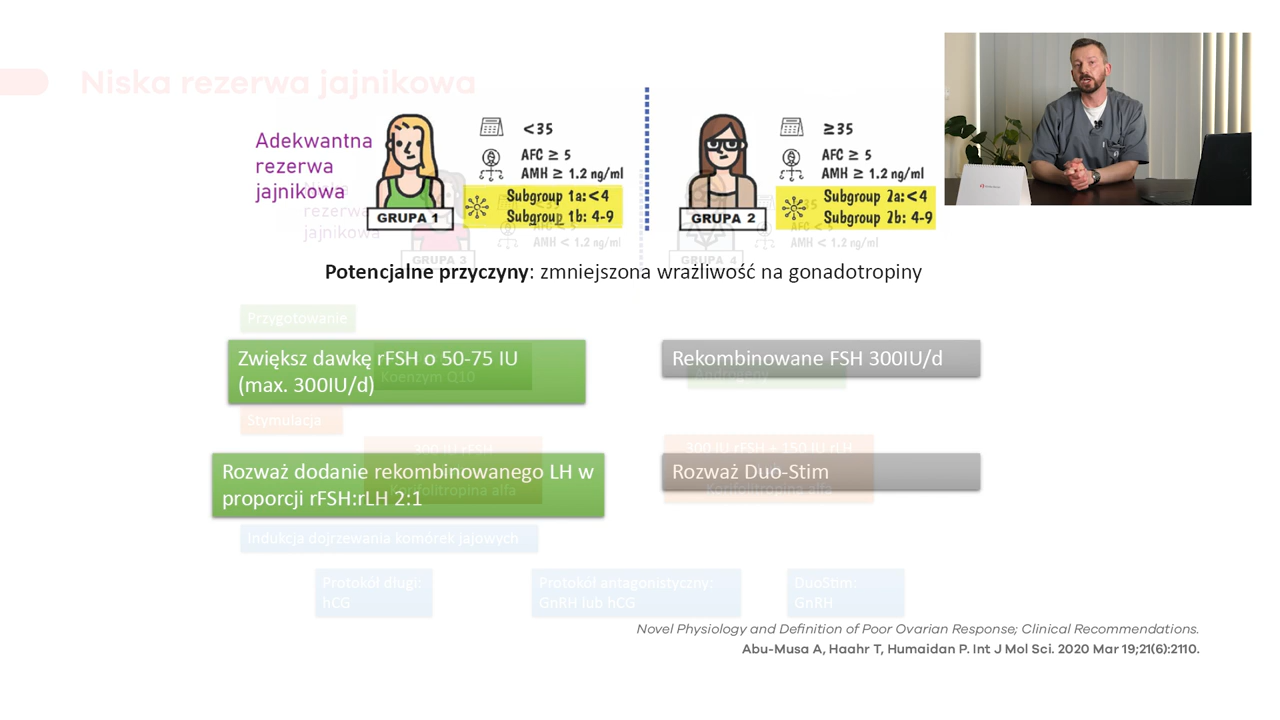 Niska rezerwa jajnikowa
Adekwantna
rezerwa
jajnikowa
<35
AFC ≥ 5
AMH ≥ 1.2 ng/ml
Subgroup 1a:<4
Subgroup 1b: 4-9
GRUPA 1
≥35
AFC ≥ 5
AMH ≥ 1.2 ng/ml
Subgroup 2a:<4
Subgroup 2b: 4-9
GRUPA 2
rezerwa
jajnikowa
AMH < 1.2 ng/ml
GRUPA 3
AFC < 5
AMH < 1.2 ng/ml
GRUPA 4
Potencjalne przyczyny: zmniejszona wrażliwość na gonadotropiny
Przygotowanie
Zwiększ dawkę rFSH o 50-75 IU
(max. 300IU/d)
Koenzym Q10
Rekombinowane FSH 300IU/d
Androgeny
Stymulacja
300 IU rFSH
300 IU rFSH + 150 IU rLH
Rozważ dodanie rekombinowanego LH w
proporcji rFSH:rLH 2:1
Korifolitropina alfa
Rozważ Duo-Stim
Korifolitropina alfa
Indukcja dojrzewania komórek jajowych
Protokół długi:
hCG
Protokół antagonistyczny:
GnRH lub hCG
DuoStim:
GnRH
Novel Physiology and Definition of Poor Ovarian Response; Clinical Recommendations.
Abu-Musa A, Haahr T, Humaidan P. Int J Mol Sci. 2020 Mar 19;21(6):2110.